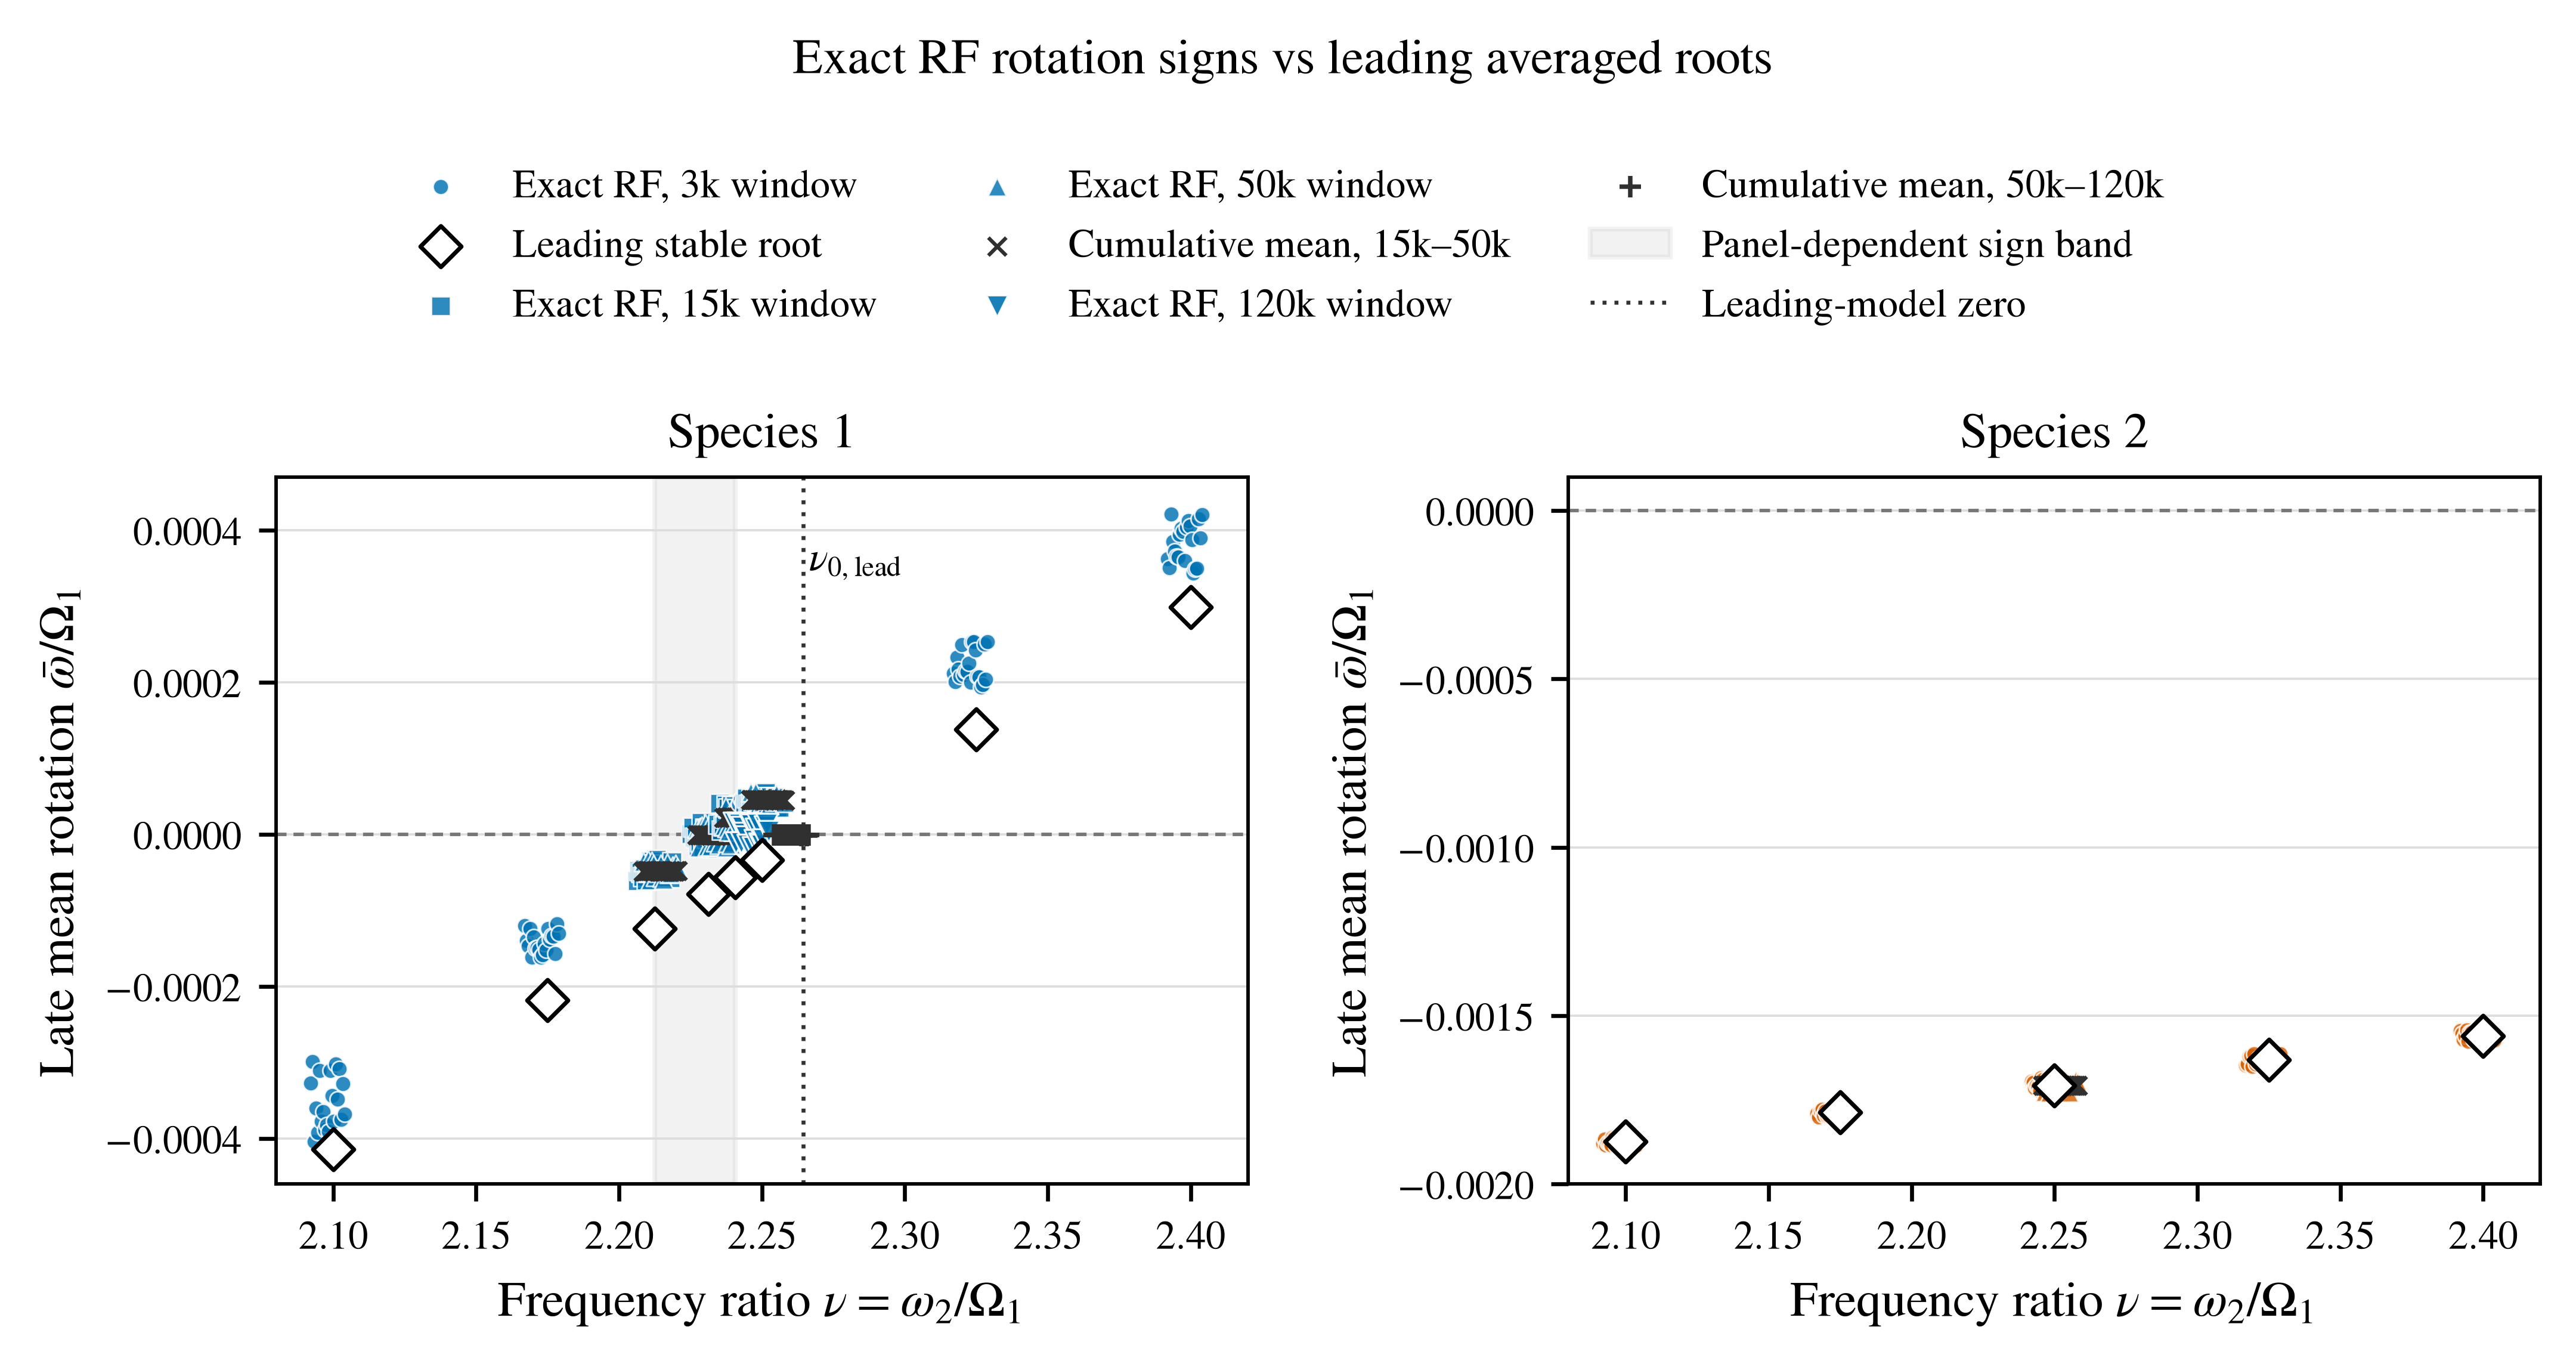 Exact RF rotation signs vs leading averaged roots
Exact RF, 3k window
Leading stable root
Exact RF, 15k window
Exact RF, 50k window
Cumulative mean, 15k–50k
Exact RF, 120k window
Cumulative mean, 50k–120k
Panel-dependent sign band
Leading-model zero
Species 1
Late mean rotation ω̄/Ω₁
0.0004
0.0002
0.0000
−0.0002
−0.0004
ν₀, lead
2.10 2.15 2.20 2.25 2.30 2.35 2.40
Frequency ratio ν = ω₂/Ω₁
Species 2
Late mean rotation ω̄/Ω₁
0.0000
−0.0005
−0.0010
−0.0015
−0.0020
2.10 2.15 2.20 2.25 2.30 2.35 2.40
Frequency ratio ν = ω₂/Ω₁